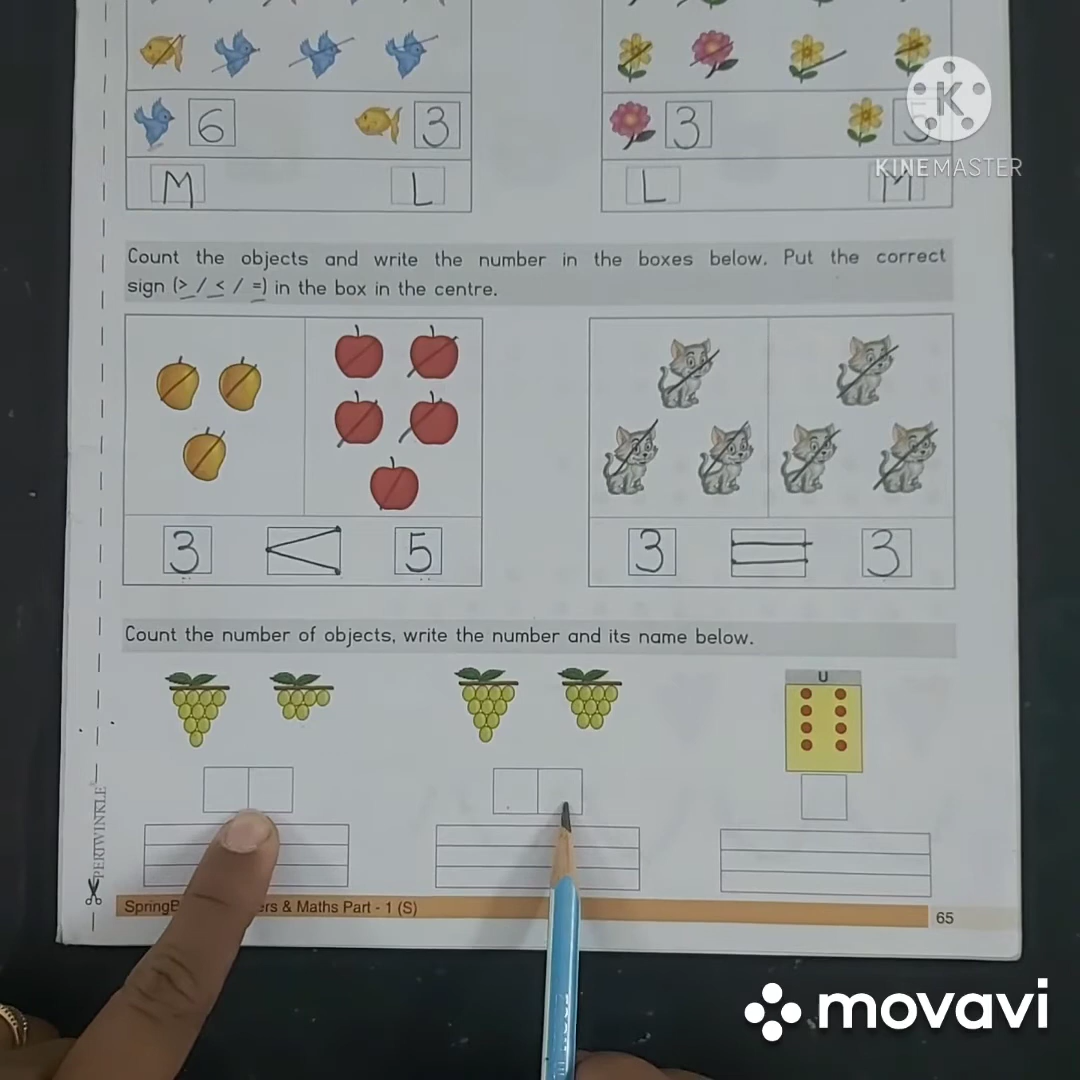 6 3 3
M L L M
Count the objects and write the number in the boxes below. Put the correct
sign (> / < / =) in the box in the centre.
3 < 5 3 = 3
Count the number of objects, write the number and its name below.
U
PERIWINKLE
ers & Maths Part - 1 (S) 65
K
KINEMASTER
movavi